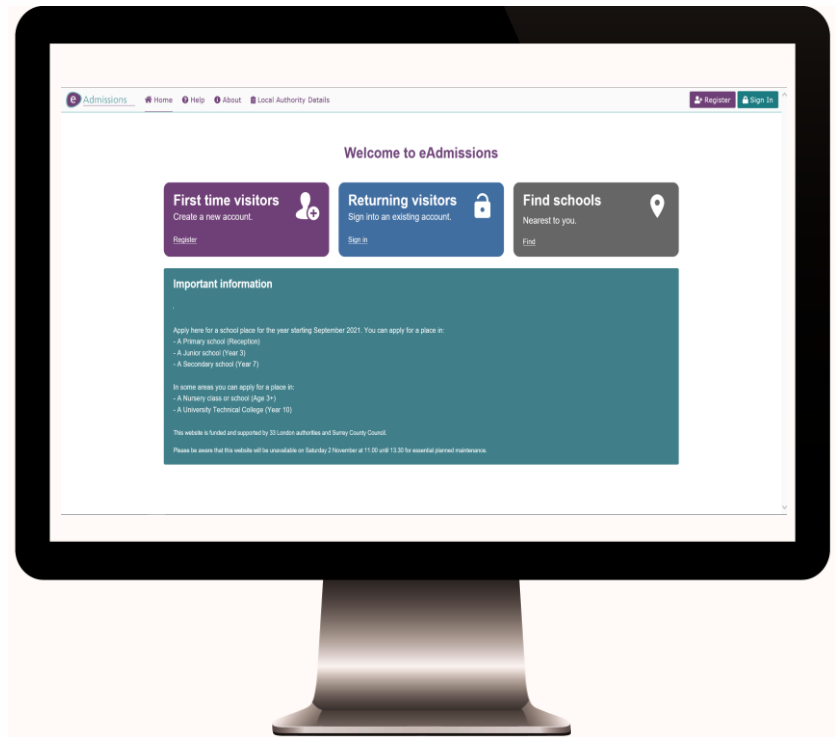 e Admissions Home Help About Local Authority Details Register Sign In
Welcome to eAdmissions
First time visitors
Create a new account.
Register
Returning visitors
Sign into an existing account.
Sign in
Find schools
Nearest to you.
Find
Important information
.
Apply here for a school place for the year starting September 2021. You can apply for a place in:
- A Primary school (Reception)
- A Junior school (Year 3)
- A Secondary school (Year 7)
In some areas you can apply for a place in:
- A Nursery class or school (Age 3+)
- A University Technical College (Year 10)
This website is funded and supported by 33 London authorities and Surrey County Council.
Please be aware that this website will be unavailable on Saturday 2 November at 11.00 until 13.30 for essential planned maintenance.